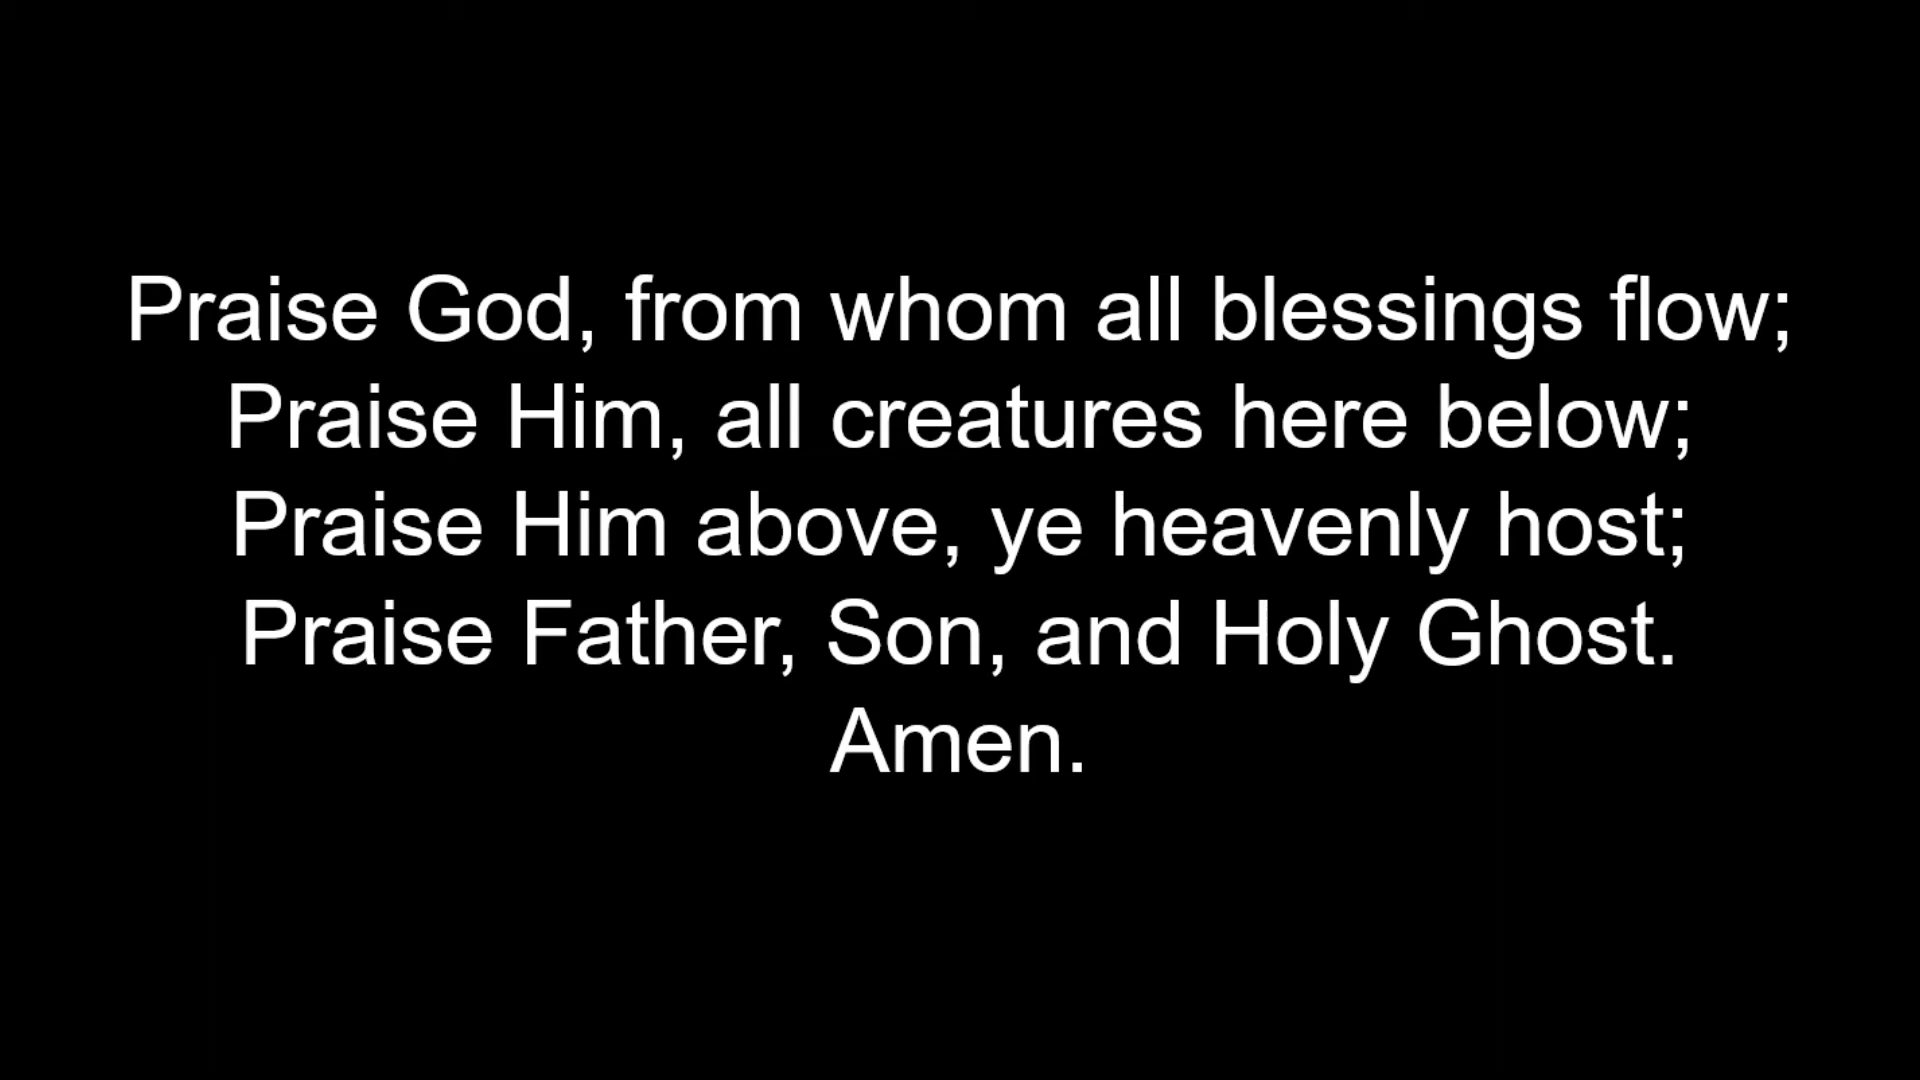 Praise God, from whom all blessings flow;
Praise Him, all creatures here below;
Praise Him above, ye heavenly host;
Praise Father, Son, and Holy Ghost.
Amen.